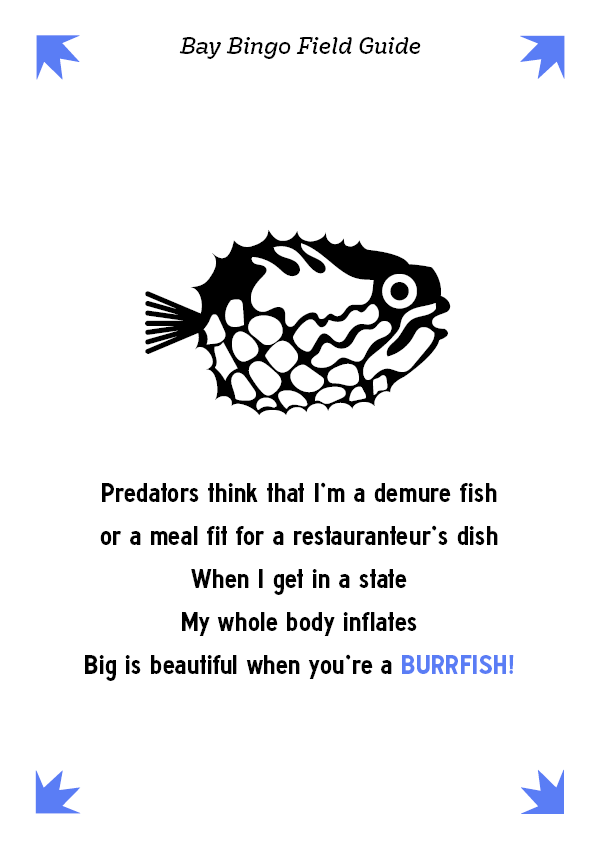 Bay Bingo Field Guide
Predators think that I'm a demure fish
or a meal fit for a restauranteur's dish
When I get in a state
My whole body inflates
Big is beautiful when you're a BURRFISH!